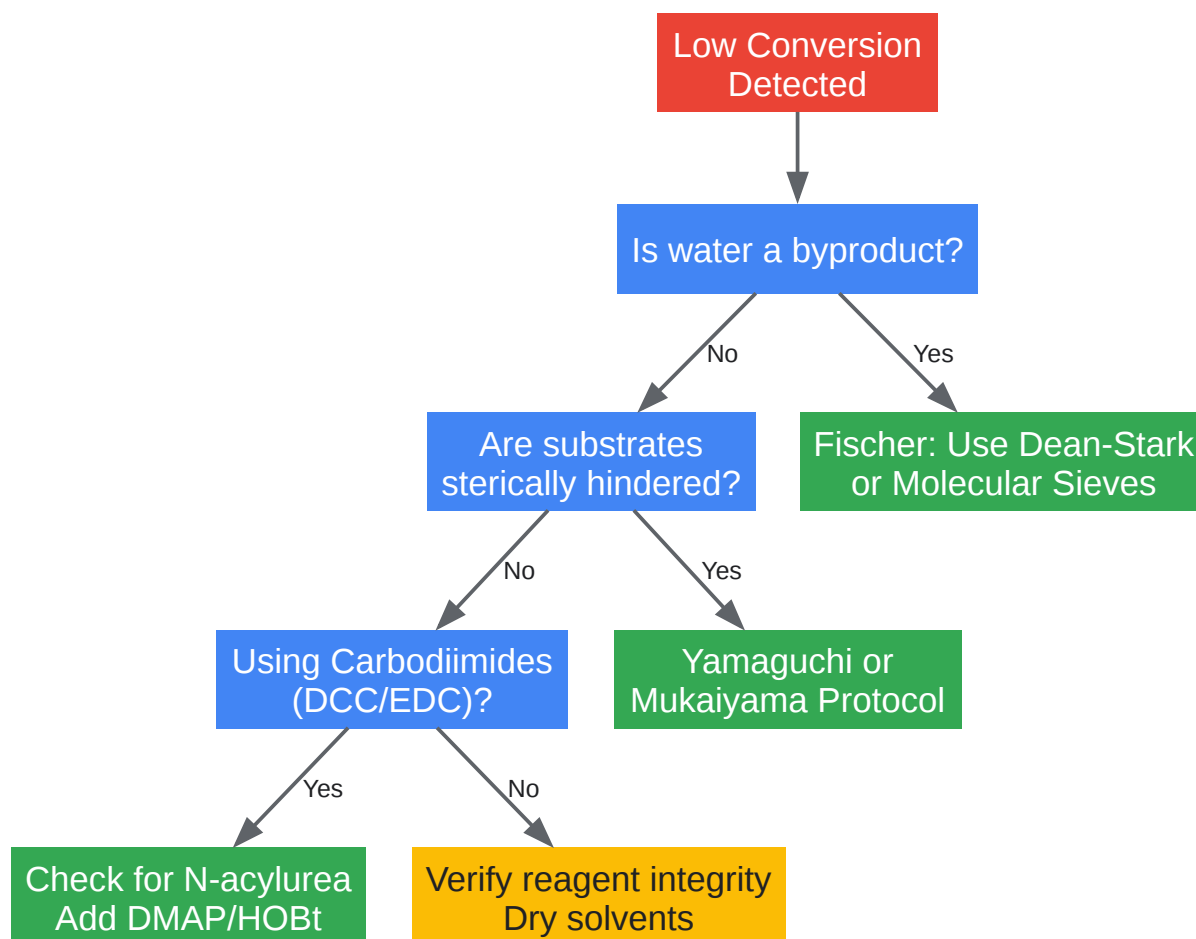 Low Conversion
Detected
Is water a byproduct?
No
Yes
Are substrates
sterically hindered?
Fischer: Use Dean-Stark
or Molecular Sieves
No
Yes
Using Carbodiimides
(DCC/EDC)?
Yamaguchi or
Mukaiyama Protocol
Yes
No
Check for N-acylurea
Add DMAP/HOBt
Verify reagent integrity
Dry solvents